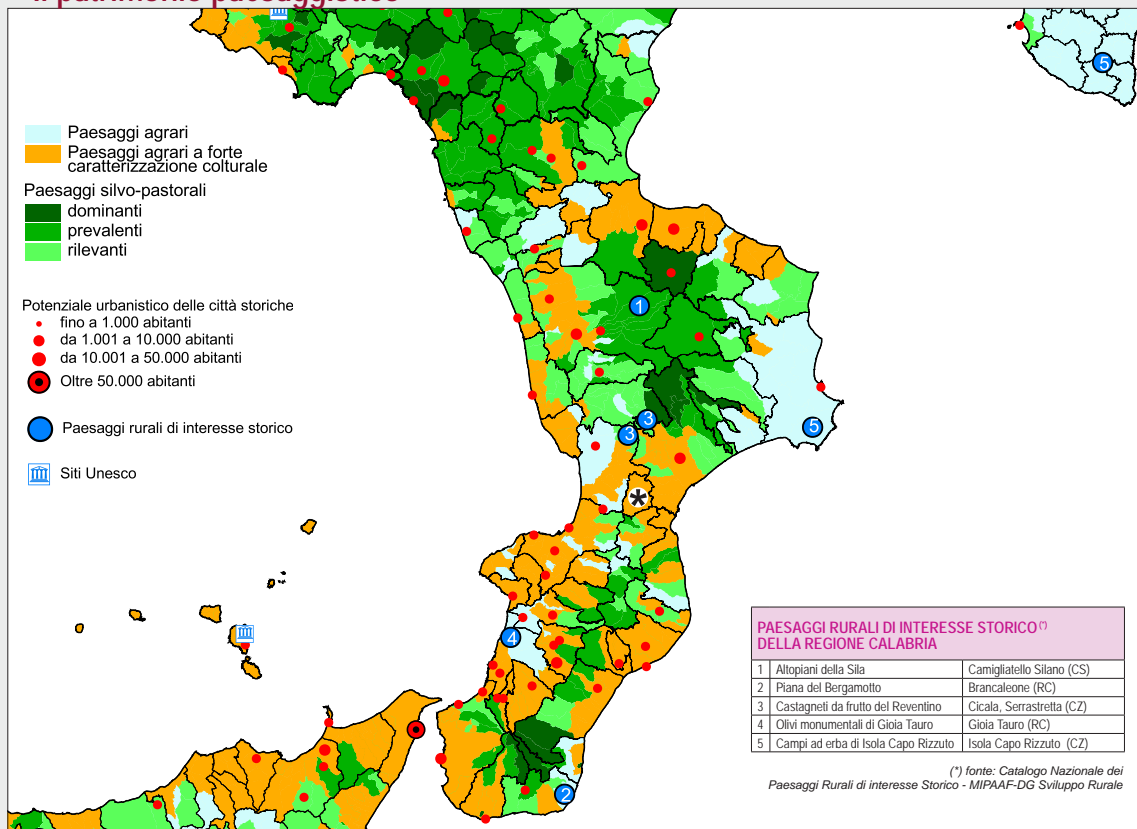 Il patrimonio paesaggistico
Paesaggi agrari
Paesaggi agrari a forte
caratterizzazione colturale
Paesaggi silvo-pastorali
dominanti
prevalenti
rilevanti
Potenziale urbanistico delle città storiche
fino a 1.000 abitanti
da 1.001 a 10.000 abitanti
da 10.001 a 50.000 abitanti
Oltre 50.000 abitanti
Paesaggi rurali di interesse storico
Siti Unesco
5
1
3
3
5
*
4
2
PAESAGGI RURALI DI INTERESSE STORICO (*)
DELLA REGIONE CALABRIA
1 Altopiani della Sila Camigliatello Silano (CS)
2 Piana del Bergamotto Brancaleone (RC)
3 Castagneti da frutto del Reventino Cicala, Serrastretta (CZ)
4 Olivi monumentali di Gioia Tauro Gioia Tauro (RC)
5 Campi ad erba di Isola Capo Rizzuto Isola Capo Rizzuto (CZ)
(*) fonte: Catalogo Nazionale dei
Paesaggi Rurali di interesse Storico - MIPAAF-DG Sviluppo Rurale